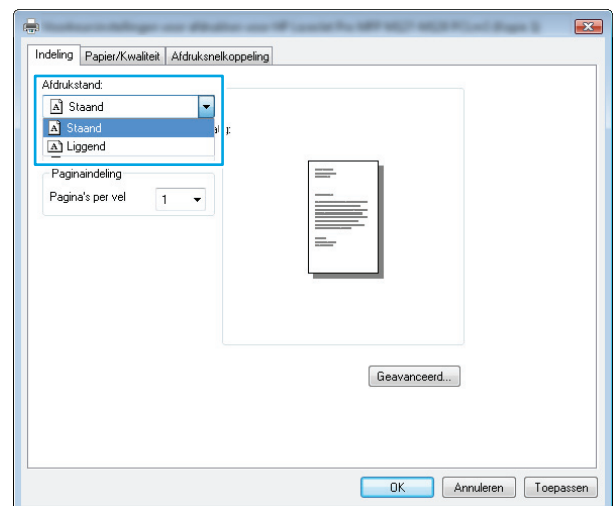 Indeling Papier/Kwaliteit Afdruksnelkoppeling
Afdrukstand:
A Staand
A Staand
A Liggend
Paginaindeling
Pagina's per vel 1
Geavanceerd...
OK Annuleren Toepassen